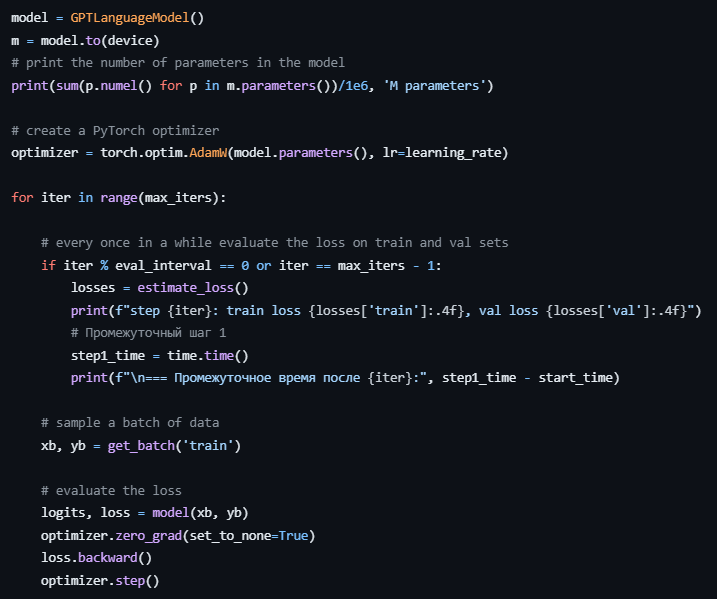 model = GPTLanguageModel()
m = model.to(device)
# print the number of parameters in the model
print(sum(p.numel() for p in m.parameters())/1e6, 'M parameters')

# create a PyTorch optimizer
optimizer = torch.optim.AdamW(model.parameters(), lr=learning_rate)

for iter in range(max_iters):

    # every once in a while evaluate the loss on train and val sets
    if iter % eval_interval == 0 or iter == max_iters - 1:
        losses = estimate_loss()
        print(f"step {iter}: train loss {losses['train']:.4f}, val loss {losses['val']:.4f}")
        # Промежуточный шаг 1
        step1_time = time.time()
        print(f"\n=== Промежуточное время после {iter}:", step1_time - start_time)

    # sample a batch of data
    xb, yb = get_batch('train')

    # evaluate the loss
    logits, loss = model(xb, yb)
    optimizer.zero_grad(set_to_none=True)
    loss.backward()
    optimizer.step()